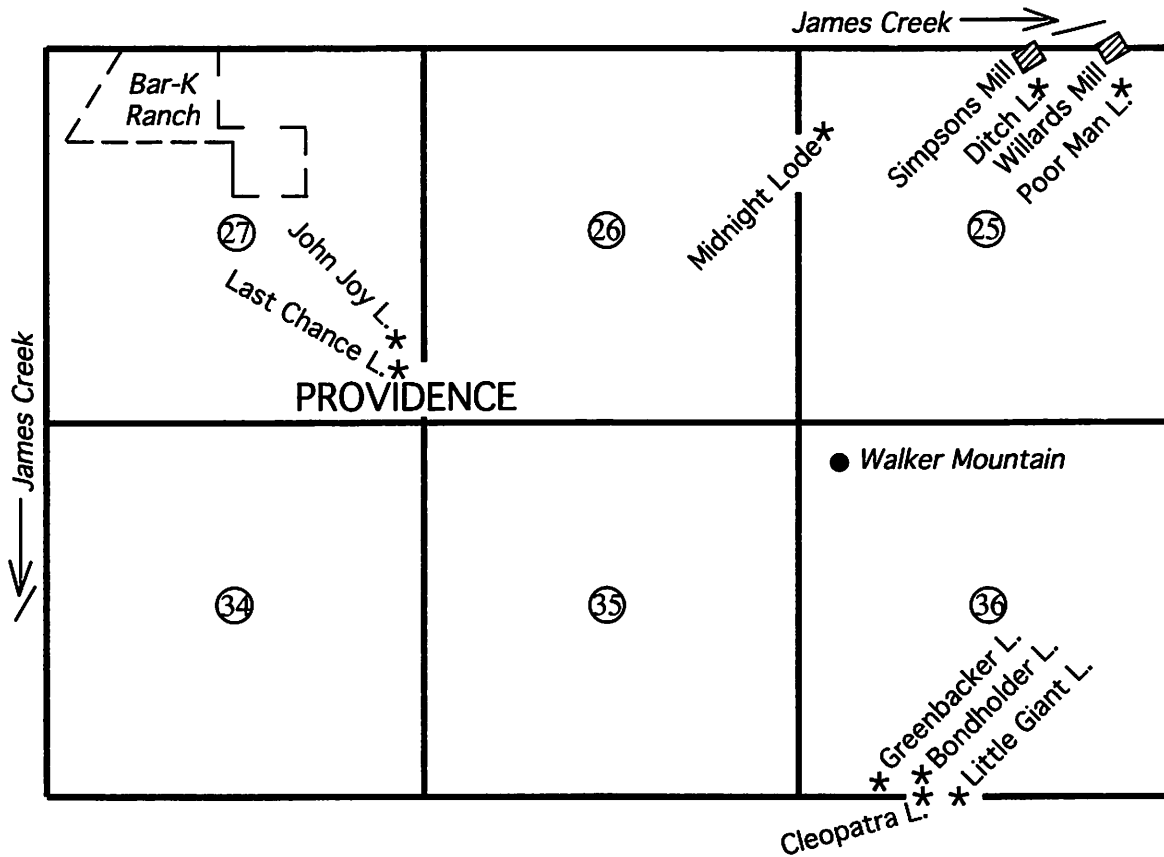 James Creek
Bar-K
Ranch
Simpsons Mill
Ditch L.
Willards Mill
Poor Man L.
Midnight Lode
27
26
25
John Joy L.
Last Chance L.
PROVIDENCE
James Creek
Walker Mountain
34
35
36
Greenbacker L.
Bondholder L.
Little Giant L.
Cleopatra L.